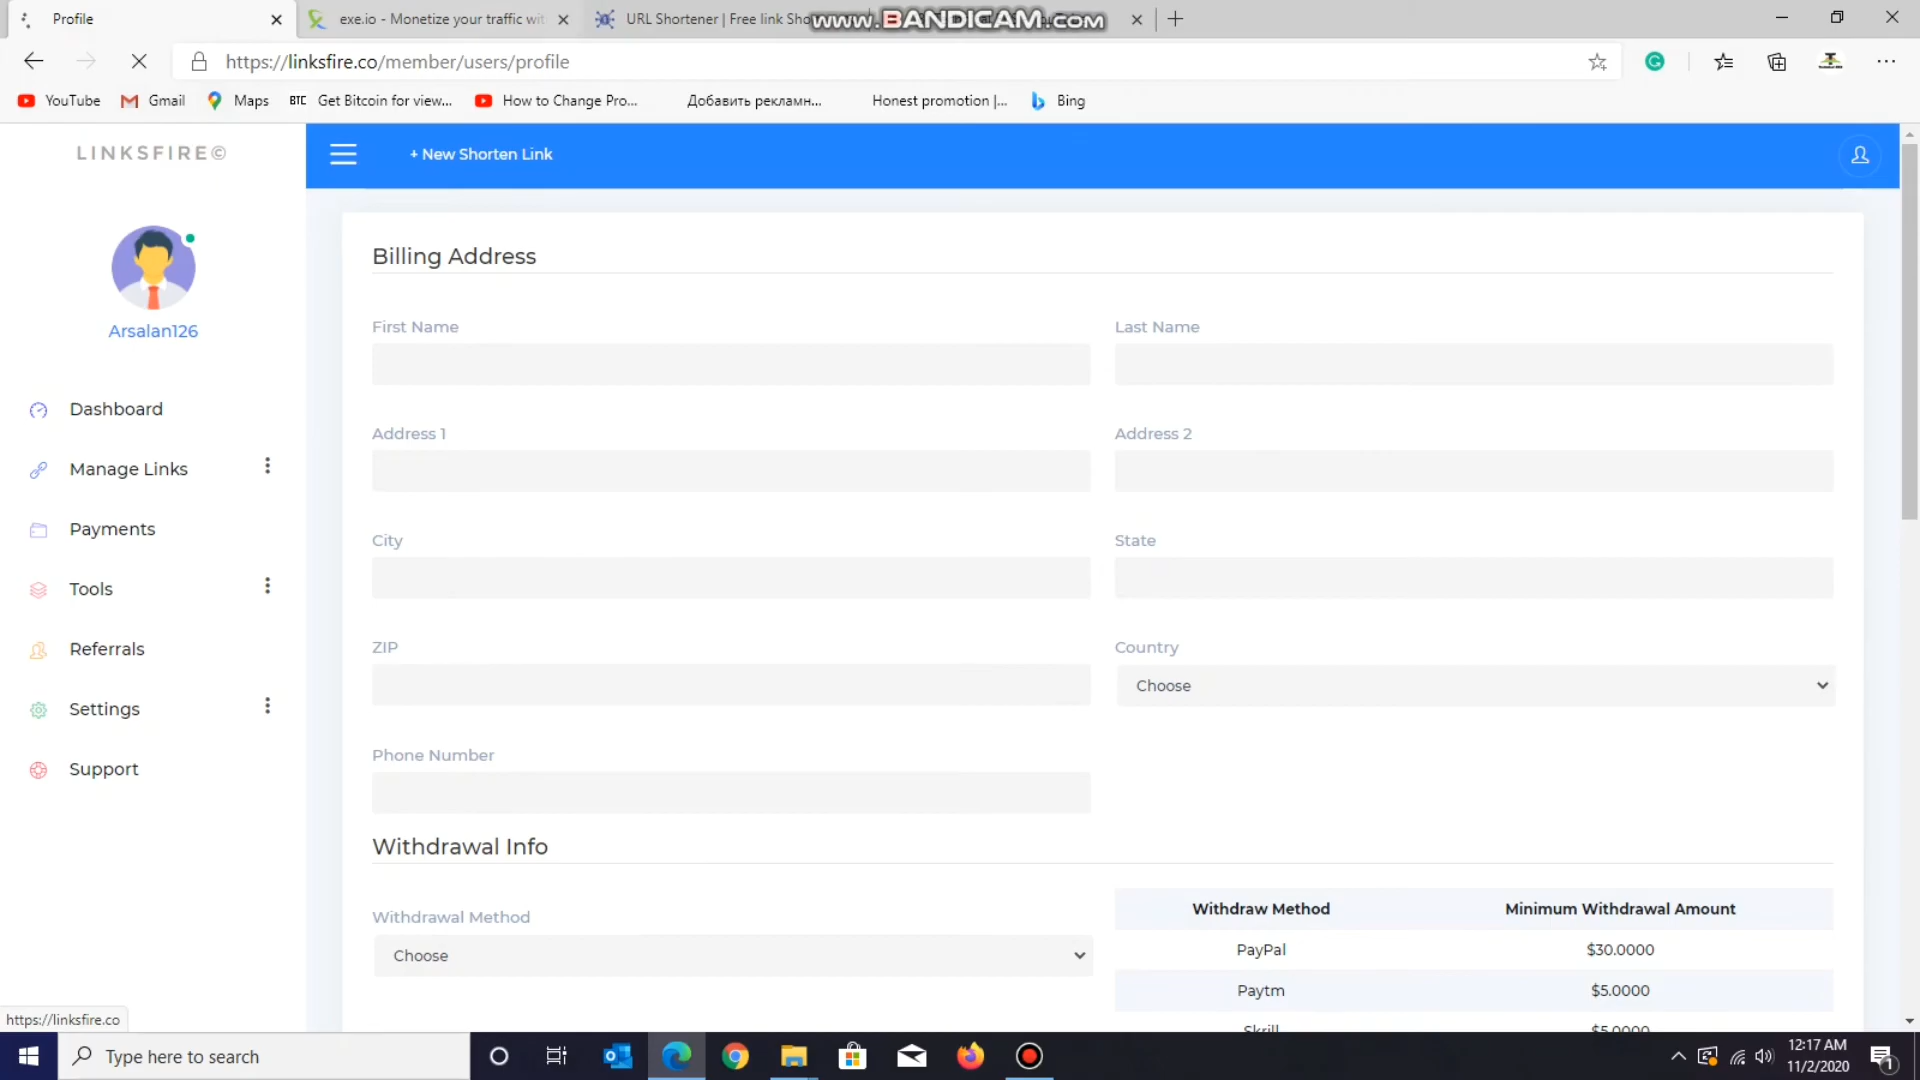 Profile
exe.io - Monetize your traffic wit
URL Shortener | Free link Sho
www.BANDICAM.com
https://linksfire.co/member/users/profile
YouTube
Gmail
Maps
BTC Get Bitcoin for view...
How to Change Pro...
Добавить рекламн...
Honest promotion |...
Bing
LINKSFIRE©
+ New Shorten Link
Arsalan126
Dashboard
Manage Links
Payments
Tools
Referrals
Settings
Support
Billing Address
First Name
Last Name
Address 1
Address 2
City
State
ZIP
Country
Choose
Phone Number
Withdrawal Info
Withdrawal Method
Choose
Withdraw Method Minimum Withdrawal Amount
PayPal $30.0000
Paytm $5.0000
Skrill $5.0000
https://linksfire.co
Type here to search
12:17 AM
11/2/2020
1